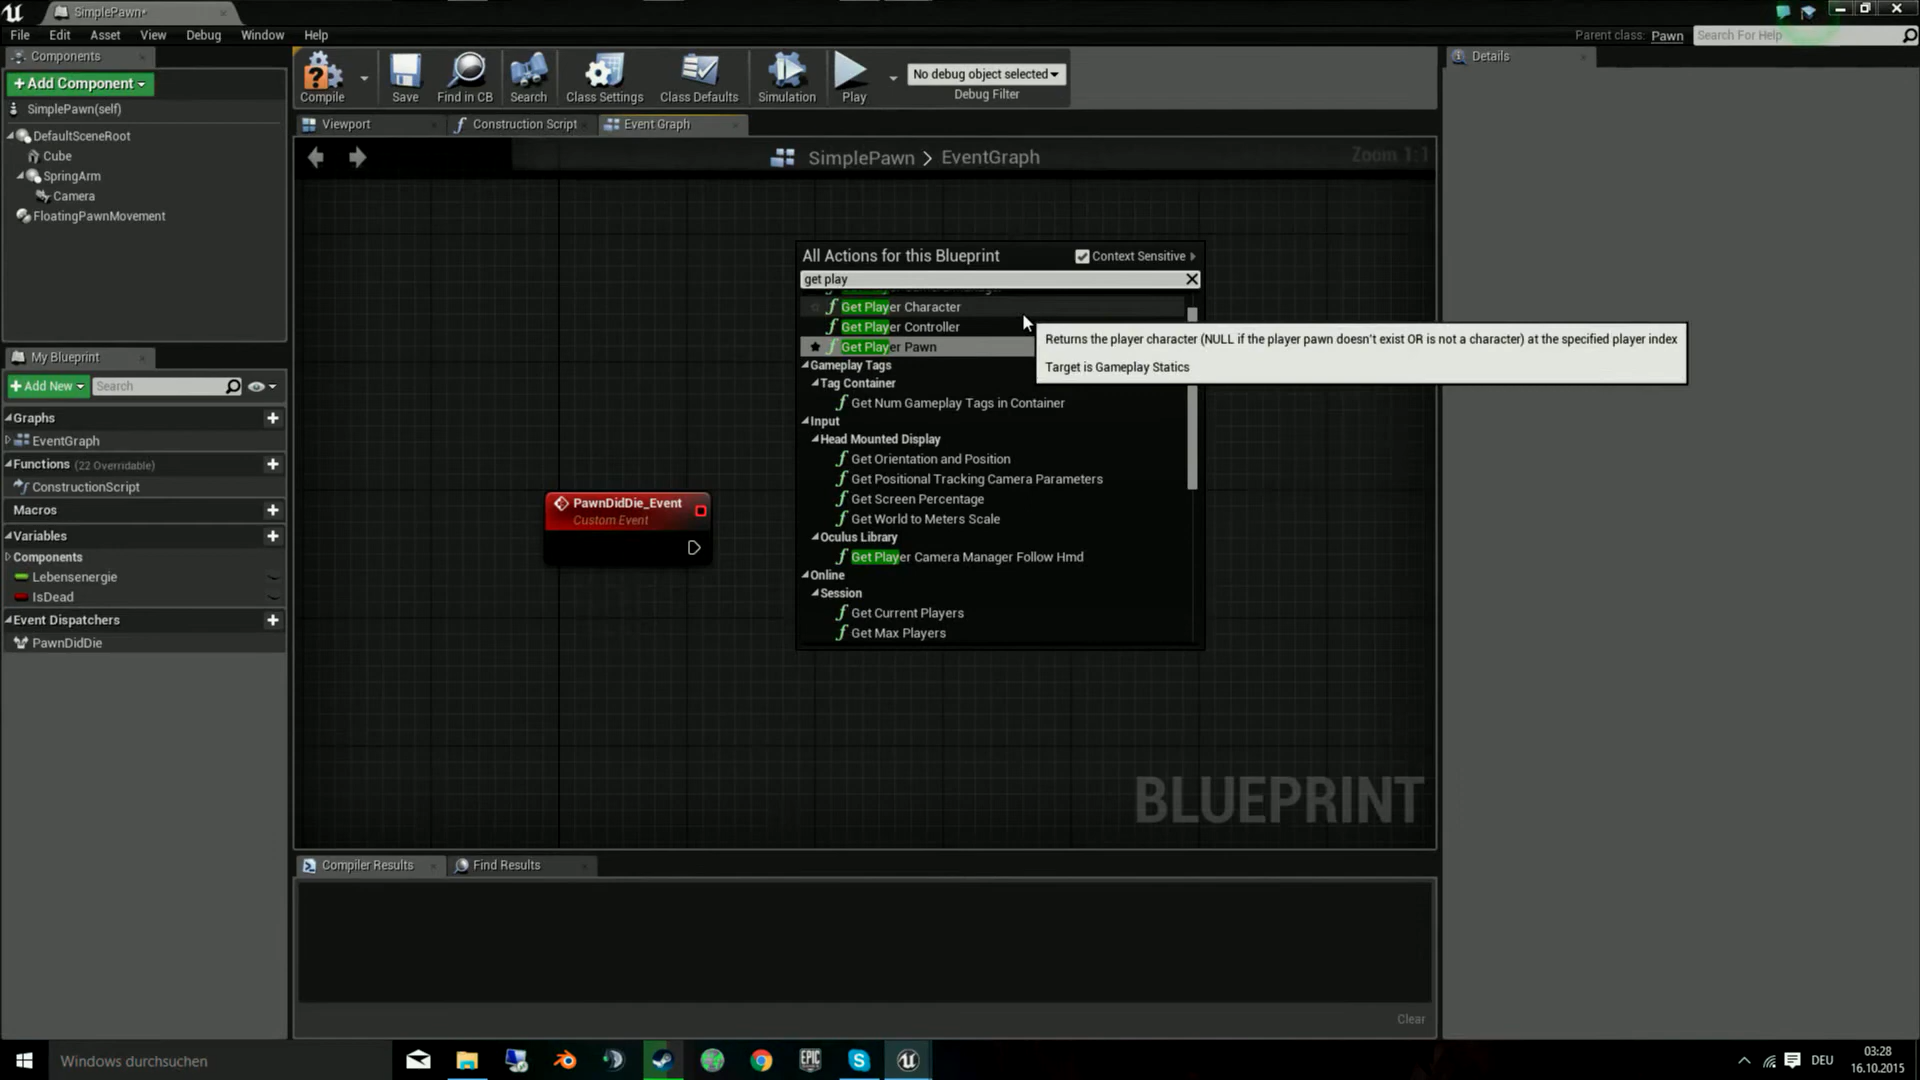 SimplePawn*
File Edit Asset View Debug Window Help
Parent class: Pawn
Search For Help
Components
+Add Component
SimplePawn(self)
DefaultSceneRoot
Cube
SpringArm
Camera
FloatingPawnMovement
Compile
Save
Find in CB
Search
Class Settings
Class Defaults
Simulation
Play
No debug object selected
Debug Filter
Details
Viewport
Construction Script
Event Graph
SimplePawn > EventGraph
Zoom 1:1
All Actions for this Blueprint
Context Sensitive
get play
Get Player Character
Get Player Controller
Get Player Pawn
Gameplay Tags
Tag Container
Get Num Gameplay Tags in Container
Input
Head Mounted Display
Get Orientation and Position
Get Positional Tracking Camera Parameters
Get Screen Percentage
Get World to Meters Scale
Oculus Library
Get Player Camera Manager Follow Hmd
Online
Session
Get Current Players
Get Max Players
Returns the player character (NULL if the player pawn doesn't exist OR is not a character) at the specified player index
Target is Gameplay Statics
PawnDidDie_Event
Custom Event
BLUEPRINT
My Blueprint
+Add New
Search
Graphs
EventGraph
Functions (22 Overridable)
ConstructionScript
Macros
Variables
Components
Lebensenergie
IsDead
Event Dispatchers
PawnDidDie
Compiler Results
Find Results
Clear
Windows durchsuchen
EPIC
DEU
03:28
16.10.2015